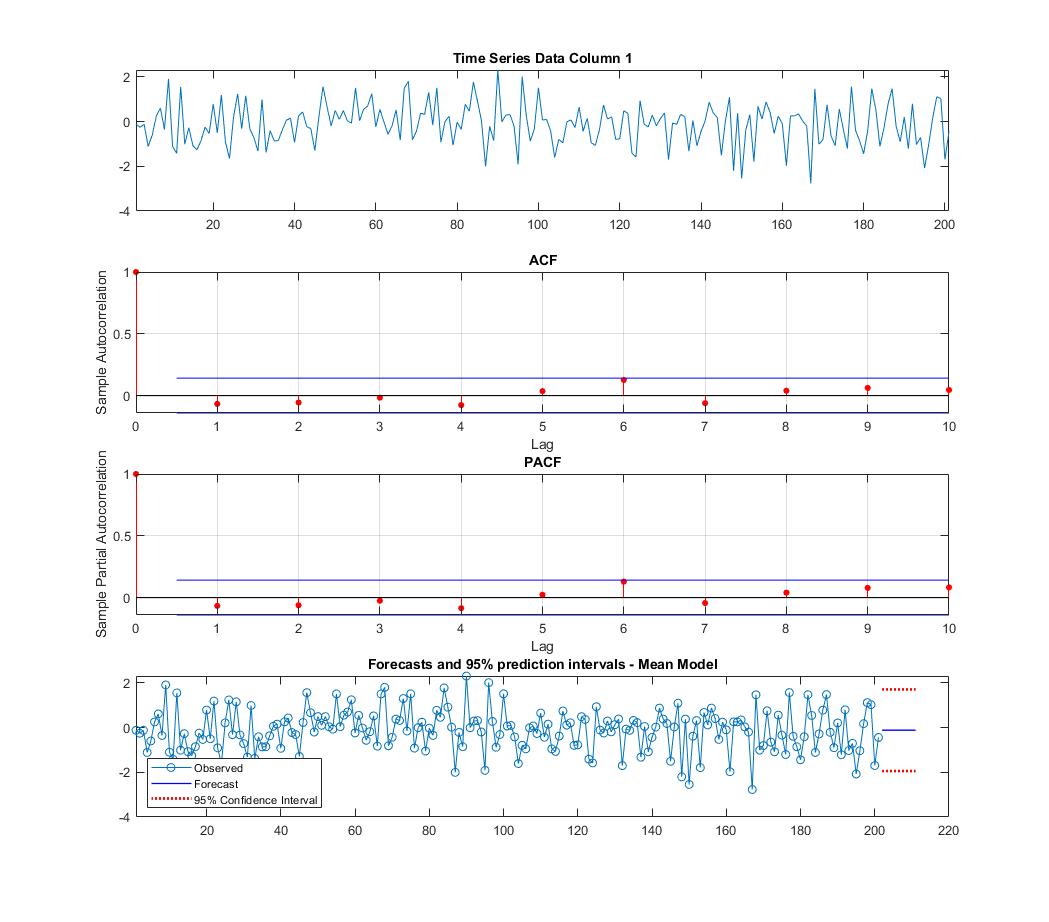 Time Series Data Column 1
2
0
-2
-4
20 40 60 80 100 120 140 160 180 200
ACF
Sample Autocorrelation
1
0.5
0
0 1 2 3 4 5 6 7 8 9 10
Lag
PACF
Sample Partial Autocorrelation
1
0.5
0
0 1 2 3 4 5 6 7 8 9 10
Lag
Forecasts and 95% prediction intervals - Mean Model
2
0
-2
-4
Observed
Forecast
95% Confidence Interval
20 40 60 80 100 120 140 160 180 200 220